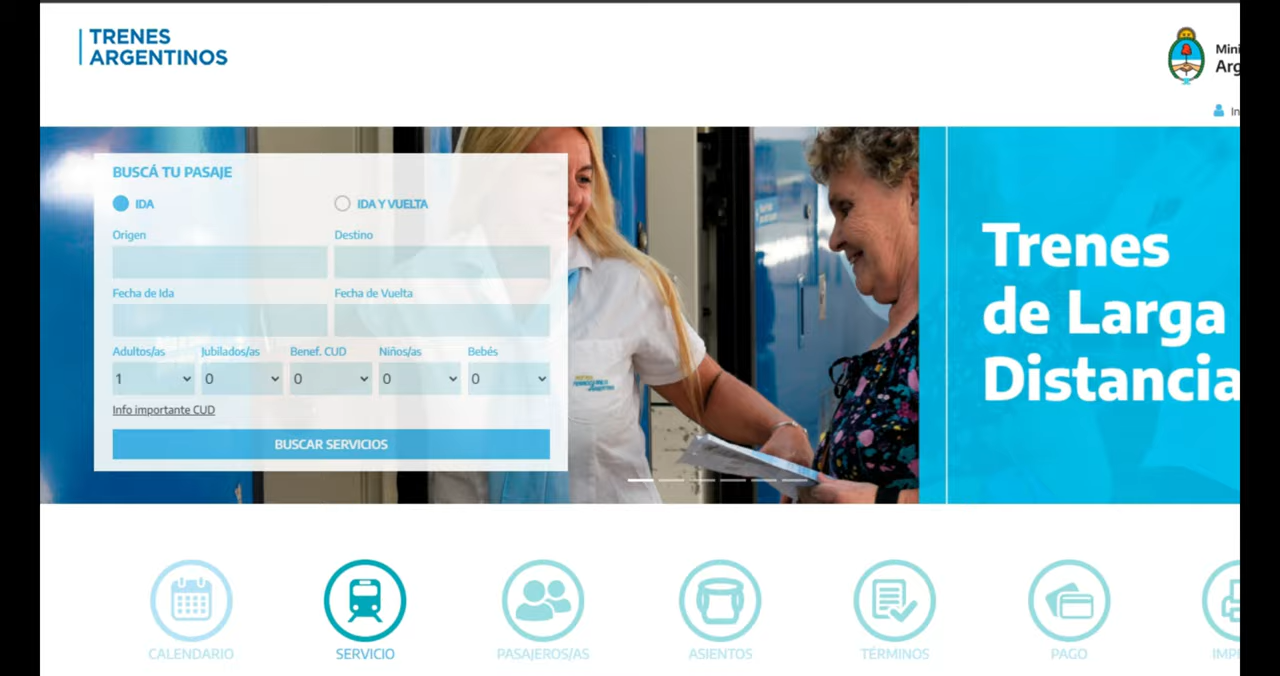 TRENES
ARGENTINOS
BUSCÁ TU PASAJE
IDA
IDA Y VUELTA
Origen
Destino
Fecha de Ida
Fecha de Vuelta
Adultos/as
Jubilados/as
Benef. CUD
Niños/as
Bebés
1
0
0
0
0
Info importante CUD
BUSCAR SERVICIOS
Trenes
de Larga
Distancia
CALENDARIO
SERVICIO
PASAJEROS/AS
ASIENTOS
TÉRMINOS
PAGO